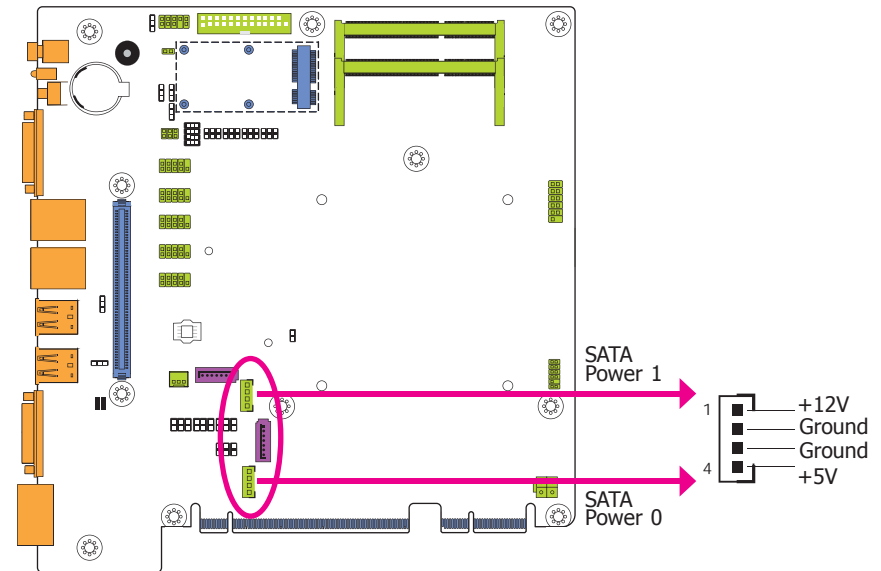 SATA
Power 1
1
+12V
Ground
Ground
4
+5V
SATA
Power 0